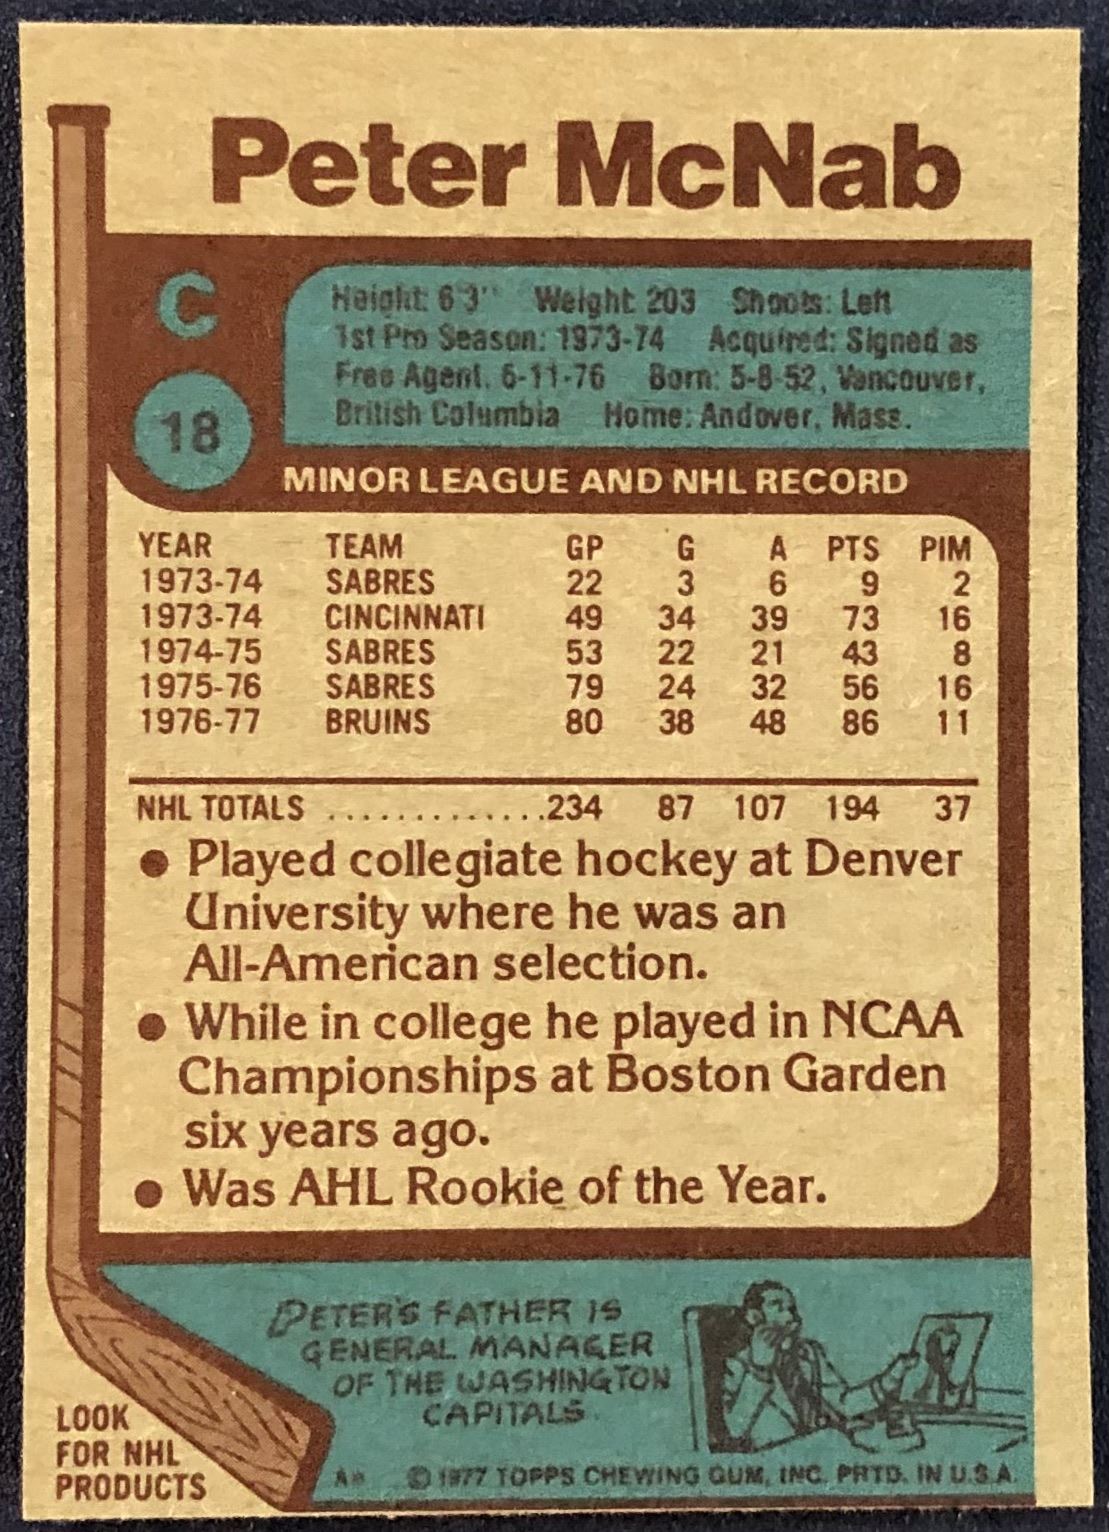 Peter McNab
C
18
Height: 6'3" Weight: 203 Shoots: Left
1st Pro Season: 1973-74 Acquired: Signed as
Free Agent, 6-11-76 Born: 5-8-52, Vancouver,
British Columbia Home: Andover, Mass.
MINOR LEAGUE AND NHL RECORD
YEAR TEAM GP G A PTS PIM
1973-74 SABRES 22 3 6 9 2
1973-74 CINCINNATI 49 34 39 73 16
1974-75 SABRES 53 22 21 43 8
1975-76 SABRES 79 24 32 56 16
1976-77 BRUINS 80 38 48 86 11
NHL TOTALS .............234 87 107 194 37
• Played collegiate hockey at Denver
University where he was an
All-American selection.
• While in college he played in NCAA
Championships at Boston Garden
six years ago.
• Was AHL Rookie of the Year.
PETER'S FATHER IS
GENERAL MANAGER
OF THE WASHINGTON
CAPITALS
LOOK
FOR NHL
PRODUCTS
© 1977 TOPPS CHEWING GUM, INC. PRTD. IN U.S.A.